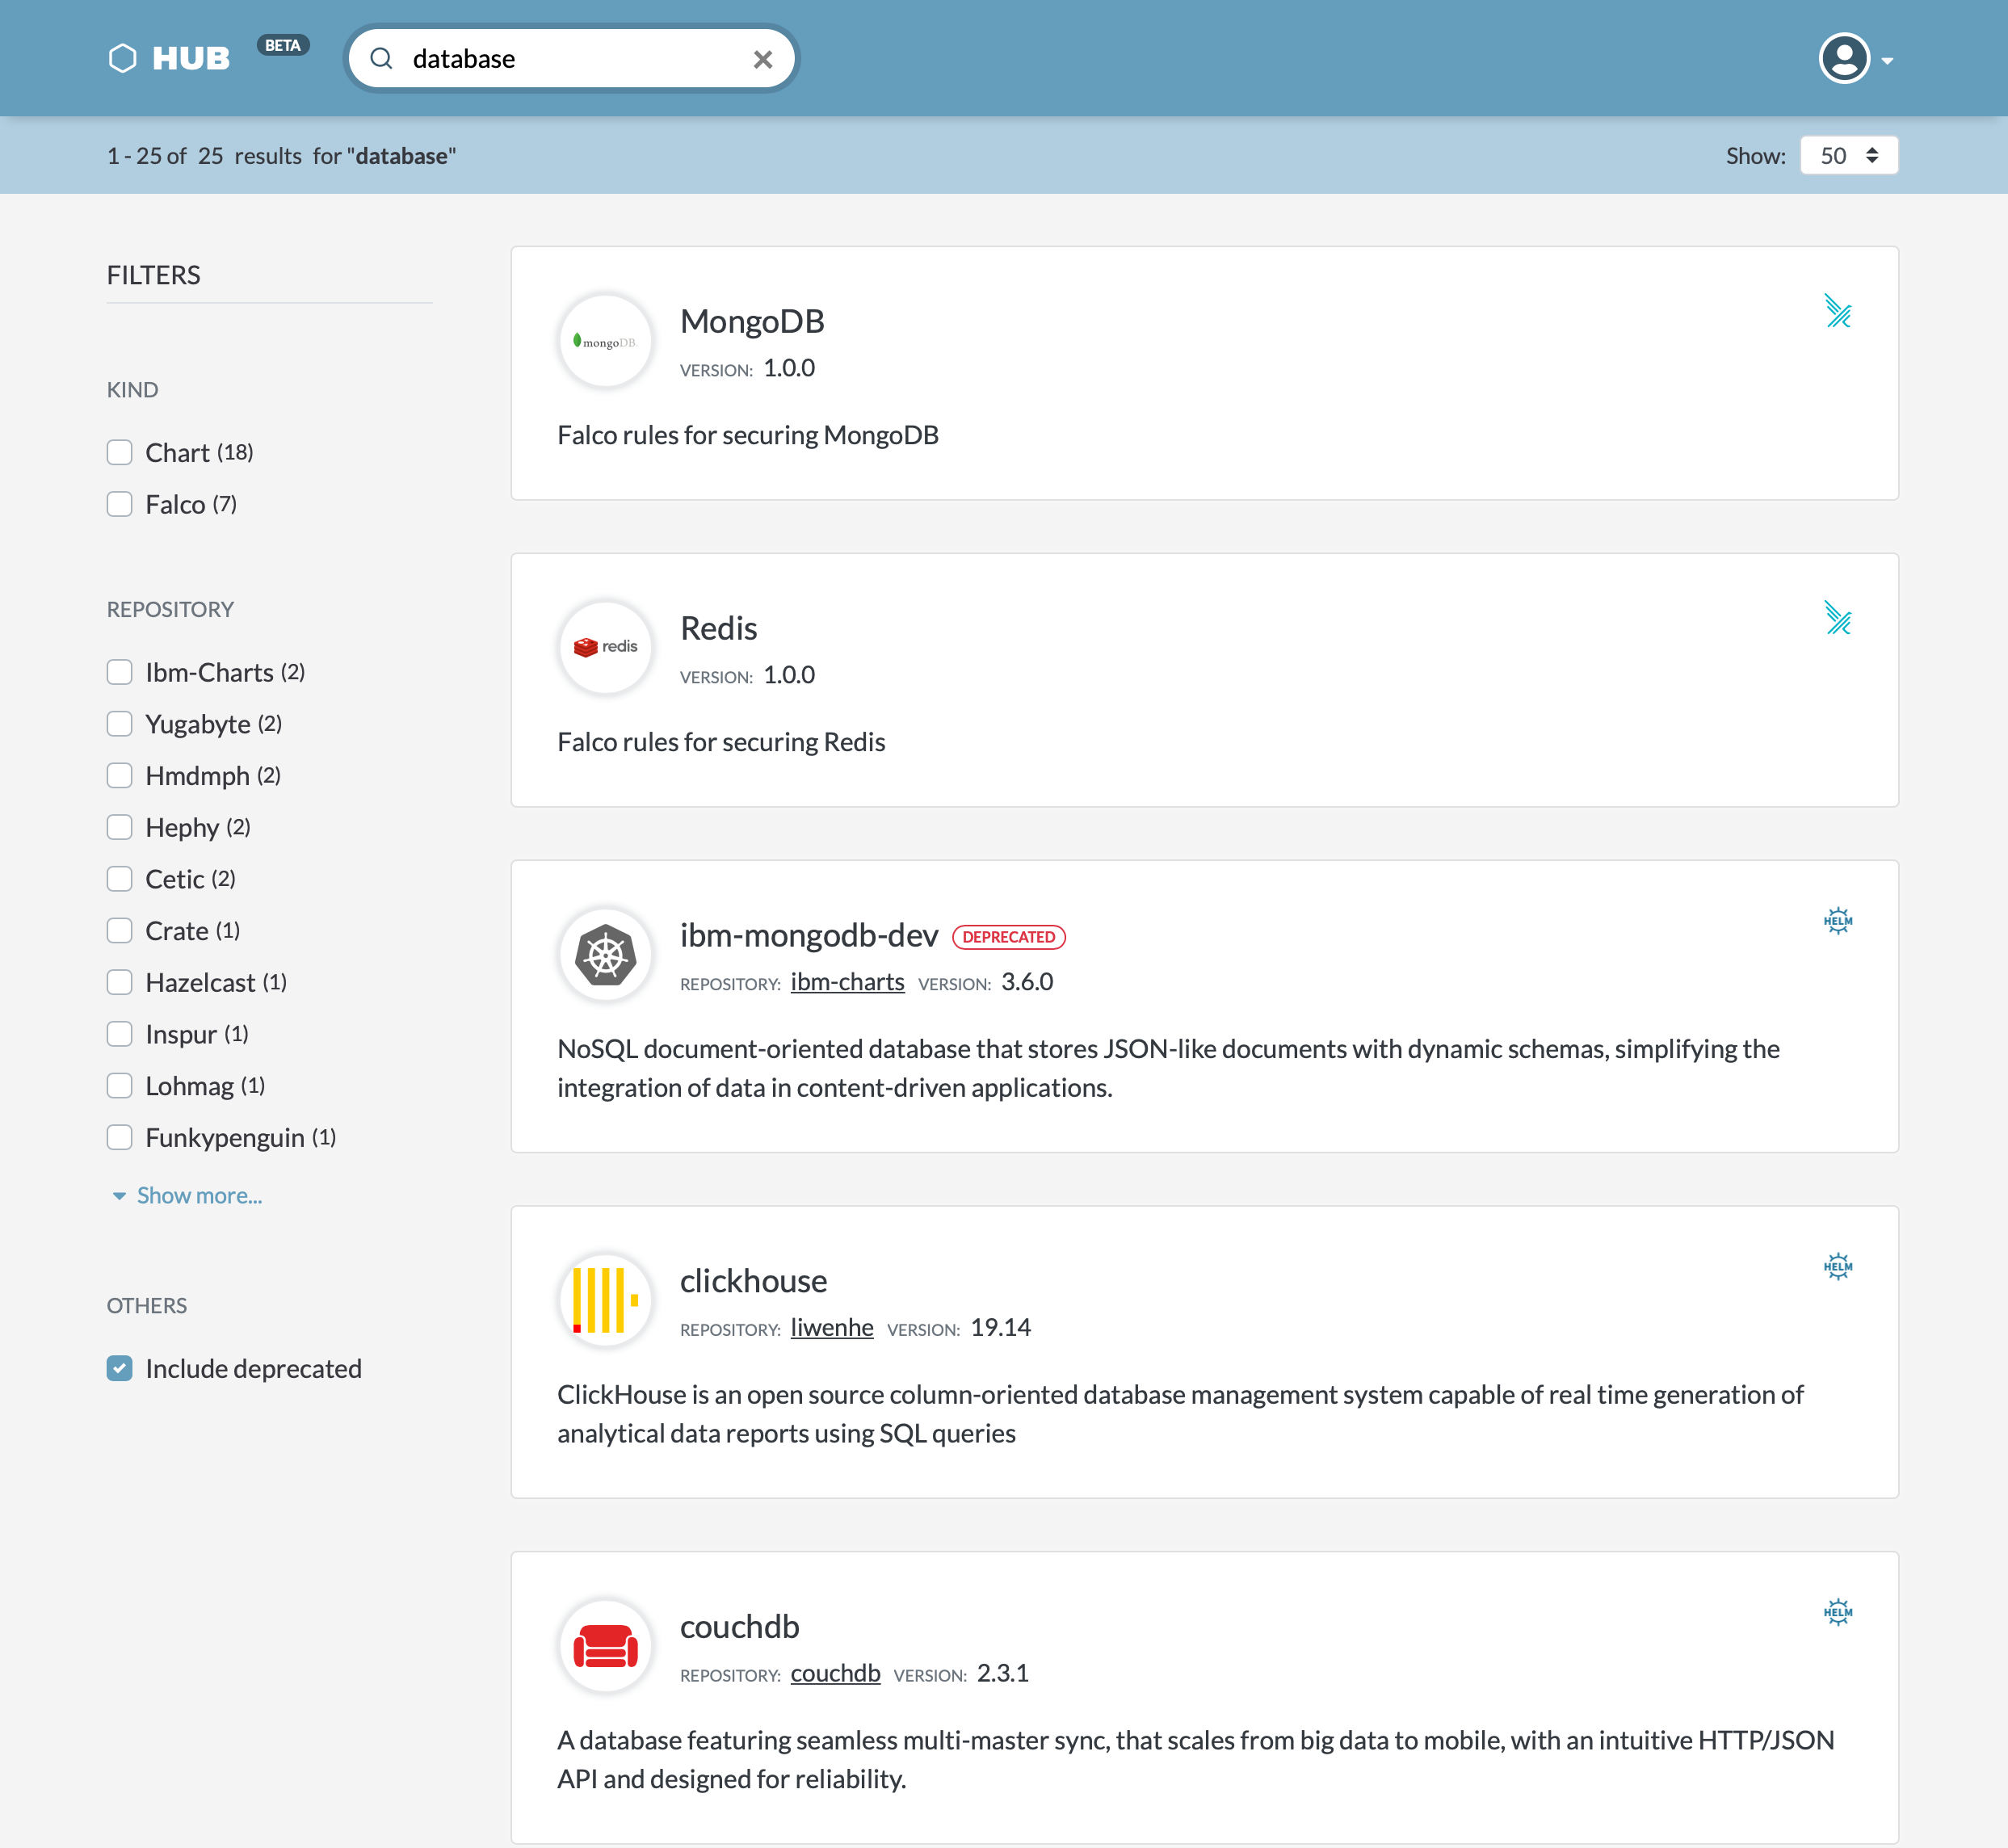 HUB BETA database
1 - 25 of 25 results for "database" Show: 50
FILTERS
KIND
Chart (18)
Falco (7)
REPOSITORY
Ibm-Charts (2)
Yugabyte (2)
Hmdmph (2)
Hephy (2)
Cetic (2)
Crate (1)
Hazelcast (1)
Inspur (1)
Lohmag (1)
Funkypenguin (1)
Show more...
OTHERS
Include deprecated
mongoDB.
MongoDB
VERSION: 1.0.0
Falco rules for securing MongoDB
redis
Redis
VERSION: 1.0.0
Falco rules for securing Redis
ibm-mongodb-dev DEPRECATED
HELM
REPOSITORY: ibm-charts VERSION: 3.6.0
NoSQL document-oriented database that stores JSON-like documents with dynamic schemas, simplifying the
integration of data in content-driven applications.
clickhouse
HELM
REPOSITORY: liwenhe VERSION: 19.14
ClickHouse is an open source column-oriented database management system capable of real time generation of
analytical data reports using SQL queries
couchdb
HELM
REPOSITORY: couchdb VERSION: 2.3.1
A database featuring seamless multi-master sync, that scales from big data to mobile, with an intuitive HTTP/JSON
API and designed for reliability.